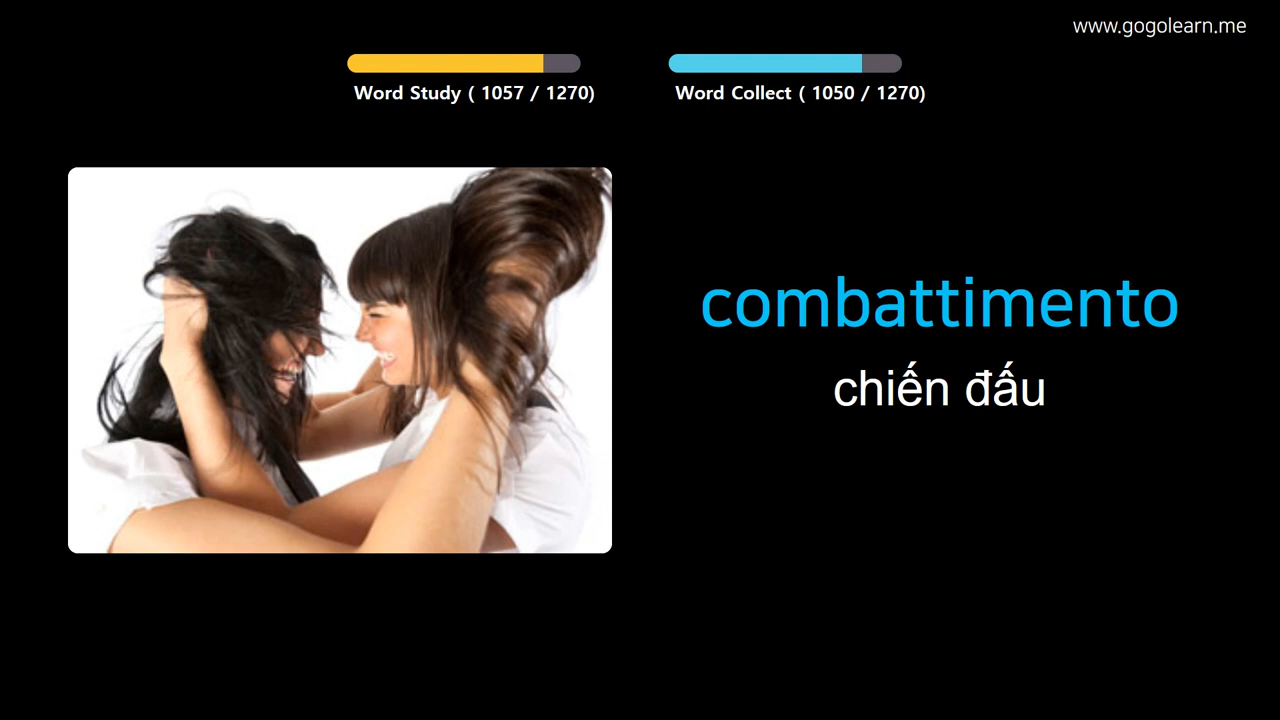 www.gogolearn.me
Word Study ( 1057 / 1270)
Word Collect ( 1050 / 1270)
combattimento
chiến đấu